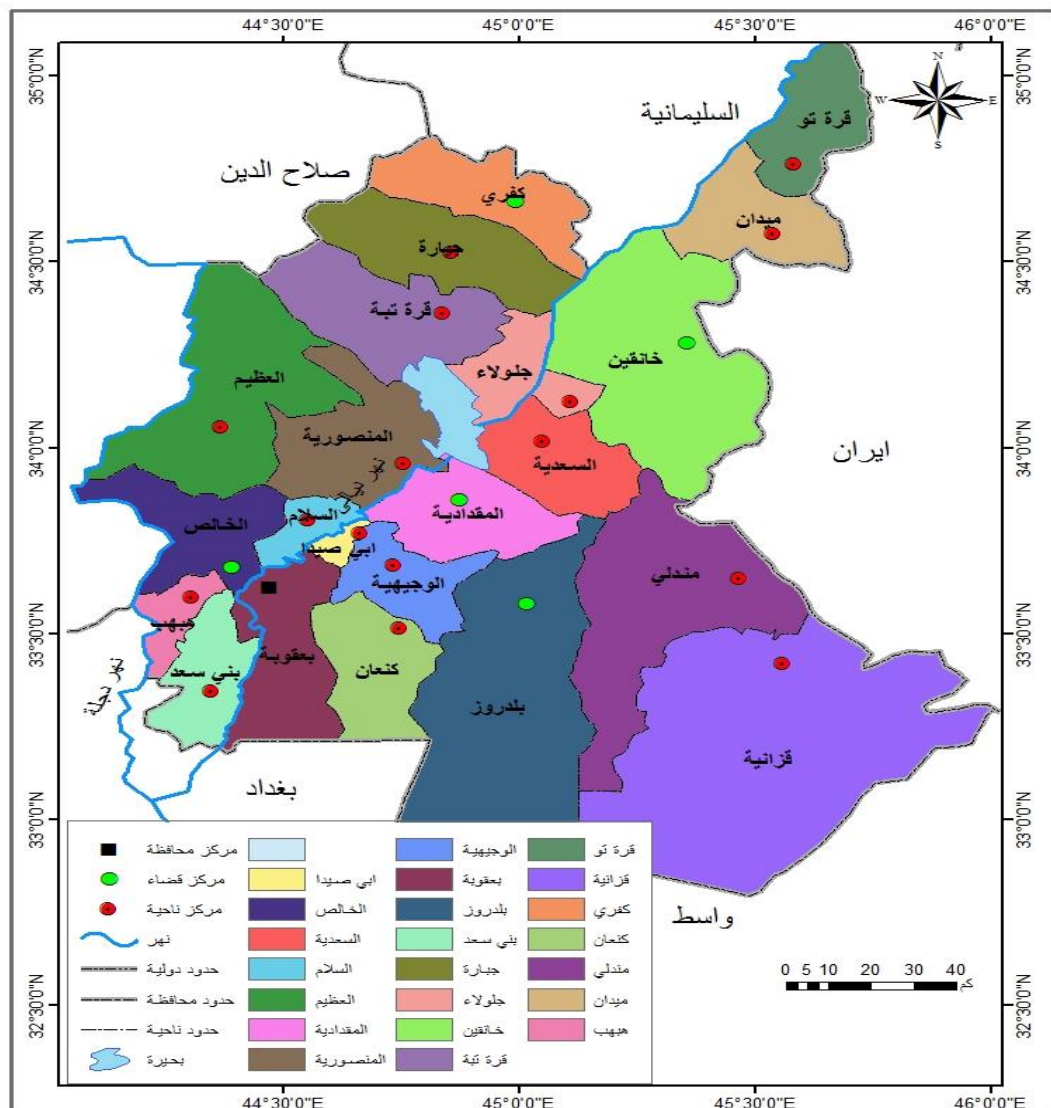 44°30'0"E 45°0'0"E 45°30'0"E 46°0'0"E
35°0'0"N
34°30'0"N
34°0'0"N
33°30'0"N
33°0'0"N
32°30'0"N
35°0'0"N
34°30'0"N
34°0'0"N
33°30'0"N
33°0'0"N
32°30'0"N
N
W E
S
السليمانية
قرة تو
صلاح الدين
كفري
ميدان
جبارة
قرة تبة
خانقين
جلولاء
العظيم
ايران
المنصورية
السعدية
نهر ديالى
المقدادية
السلام
الخالص
ابي صيدا
الوجيهية
مندلي
هبهب
بعقوبة
كنعان
بني سعد
نهر دجلة
بلدروز
قزانية
بغداد
واسط
قرة تو الوجيهية مركز محافظة
قزانية بعقوبة ابي صيدا مركز قضاء
كفري بلدروز الخالص مركز ناحية
كنعان بني سعد السعدية نهر
مندلي جبارة السلام حدود دولية
ميدان جلولاء العظيم حدود محافظة
هبهب خانقين المقدادية حدود ناحية
قرة تبة المنصورية بحيرة
0 5 10 20 30 40
كم
44°30'0"E 45°0'0"E 45°30'0"E 46°0'0"E